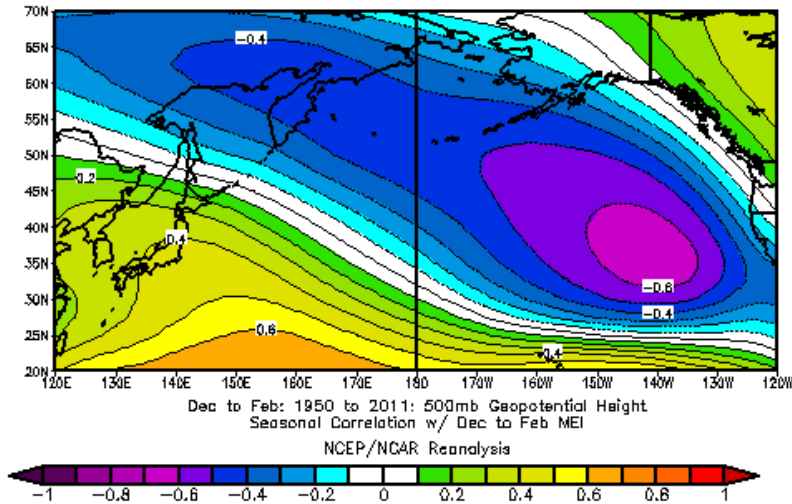 70N
-0.4
65N
60N
55N
50N
0.2
45N
40N
0.4
35N
-0.6
30N
-0.4
0.6
25N
0.4
20N
120E 130E 140E 150E 160E 170E 180 170W 160W 150W 140W 130W 120W
Dec to Feb: 1950 to 2011: 500mb Geopotential Height
Seasonal Correlation w/ Dec to Feb MEI
NCEP/NCAR Reanalysis
-1 -0.8 -0.6 -0.4 -0.2 0 0.2 0.4 0.6 0.8 1